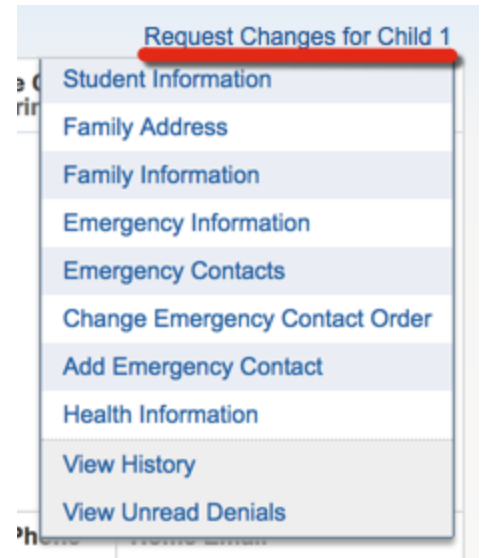 Request Changes for Child 1
Student Information
Family Address
Family Information
Emergency Information
Emergency Contacts
Change Emergency Contact Order
Add Emergency Contact
Health Information
View History
View Unread Denials